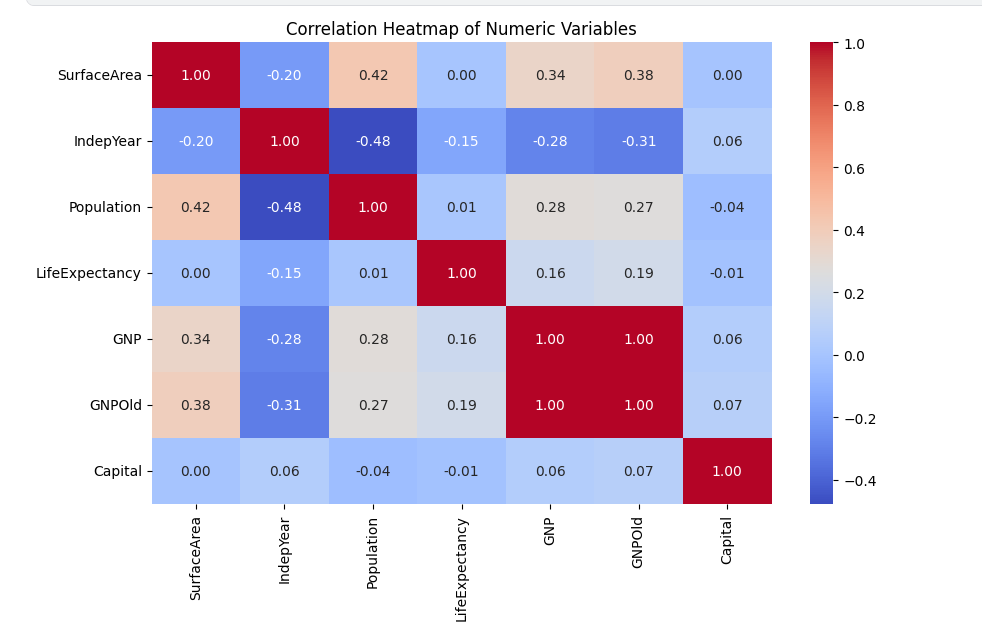 Correlation Heatmap of Numeric Variables
SurfaceArea 1.00 -0.20 0.42 0.00 0.34 0.38 0.00
IndepYear -0.20 1.00 -0.48 -0.15 -0.28 -0.31 0.06
Population 0.42 -0.48 1.00 0.01 0.28 0.27 -0.04
LifeExpectancy 0.00 -0.15 0.01 1.00 0.16 0.19 -0.01
GNP 0.34 -0.28 0.28 0.16 1.00 1.00 0.06
GNPOld 0.38 -0.31 0.27 0.19 1.00 1.00 0.07
Capital 0.00 0.06 -0.04 -0.01 0.06 0.07 1.00
SurfaceArea
IndepYear
Population
LifeExpectancy
GNP
GNPOld
Capital
1.0
0.8
0.6
0.4
0.2
0.0
−0.2
−0.4